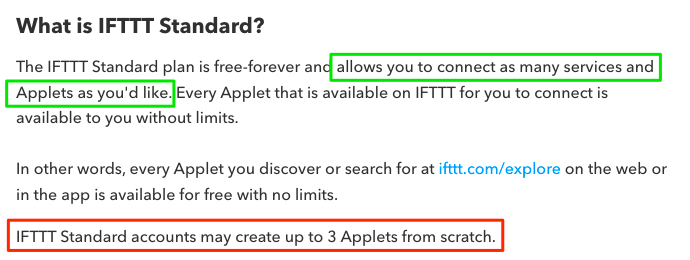 What is IFTTT Standard?
The IFTTT Standard plan is free-forever and allows you to connect as many services and
Applets as you'd like. Every Applet that is available on IFTTT for you to connect is
available to you without limits.
In other words, every Applet you discover or search for at ifttt.com/explore on the web or
in the app is available for free with no limits.
IFTTT Standard accounts may create up to 3 Applets from scratch.